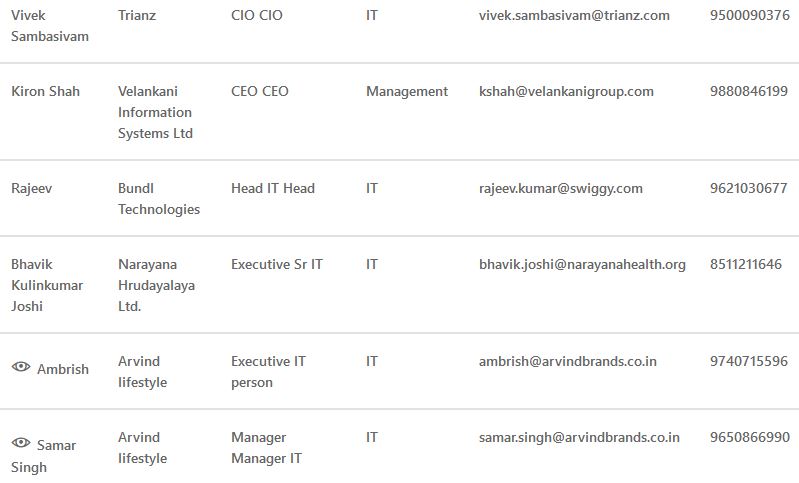 Vivek Trianz CIO CIO IT vivek.sambasivam@trianz.com 9500090376
Sambasivam
Kiron Shah Velankani CEO CEO Management kshah@velankanigroup.com 9880846199
Information
Systems Ltd
Rajeev Bundl Head IT Head IT rajeev.kumar@swiggy.com 9621030677
Technologies
Bhavik Narayana Executive Sr IT IT bhavik.joshi@narayanahealth.org 8511211646
Kulinkumar Hrudayalaya
Joshi Ltd.
Ambrish Arvind Executive IT IT ambrish@arvindbrands.co.in 9740715596
lifestyle person
Samar Arvind Manager IT samar.singh@arvindbrands.co.in 9650866990
Singh lifestyle Manager IT